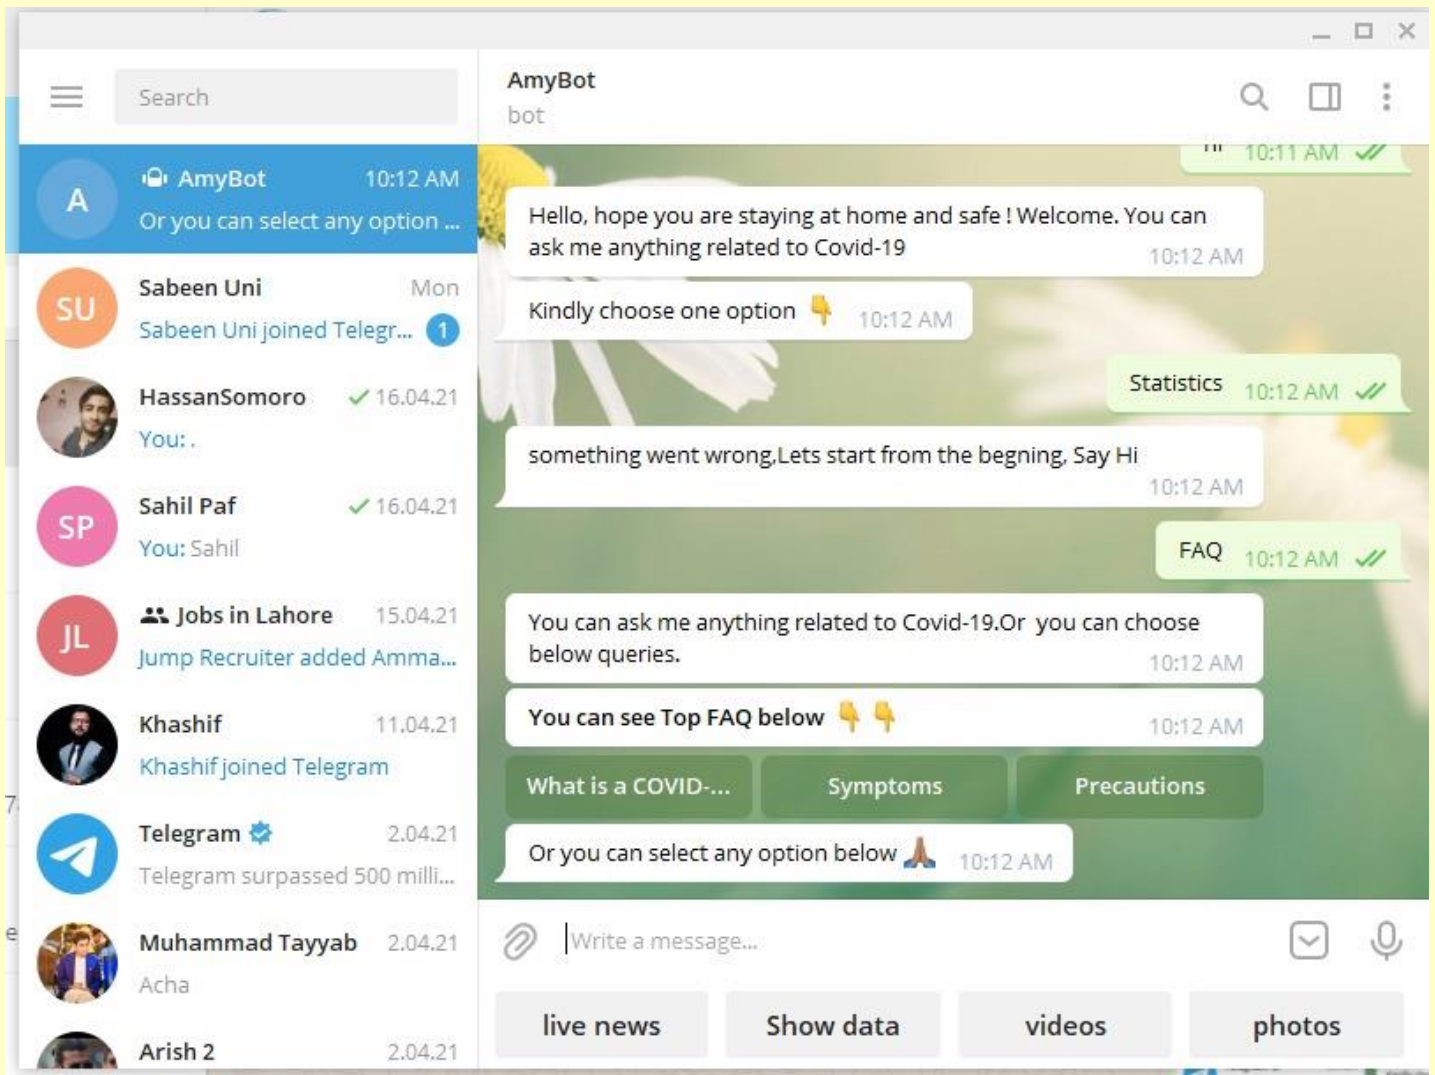 Search
A
AmyBot
10:12 AM
Or you can select any option ...
SU
Sabeen Uni
Mon
Sabeen Uni joined Telegr...
1
HassanSomoro
16.04.21
You: .
SP
Sahil Paf
16.04.21
You: Sahil
JL
Jobs in Lahore
15.04.21
Jump Recruiter added Amma...
Khashif
11.04.21
Khashif joined Telegram
Telegram
2.04.21
Telegram surpassed 500 milli...
Muhammad Tayyab
2.04.21
Acha
Arish 2
2.04.21
AmyBot
bot
Hi 10:11 AM
Hello, hope you are staying at home and safe ! Welcome. You can
ask me anything related to Covid-19
10:12 AM
Kindly choose one option 👇 10:12 AM
Statistics 10:12 AM
something went wrong,Lets start from the begning, Say Hi
10:12 AM
FAQ 10:12 AM
You can ask me anything related to Covid-19.Or you can choose
below queries.
10:12 AM
You can see Top FAQ below 👇 👇 10:12 AM
What is a COVID-...
Symptoms
Precautions
Or you can select any option below 🙏🏾 10:12 AM
Write a message...
live news
Show data
videos
photos